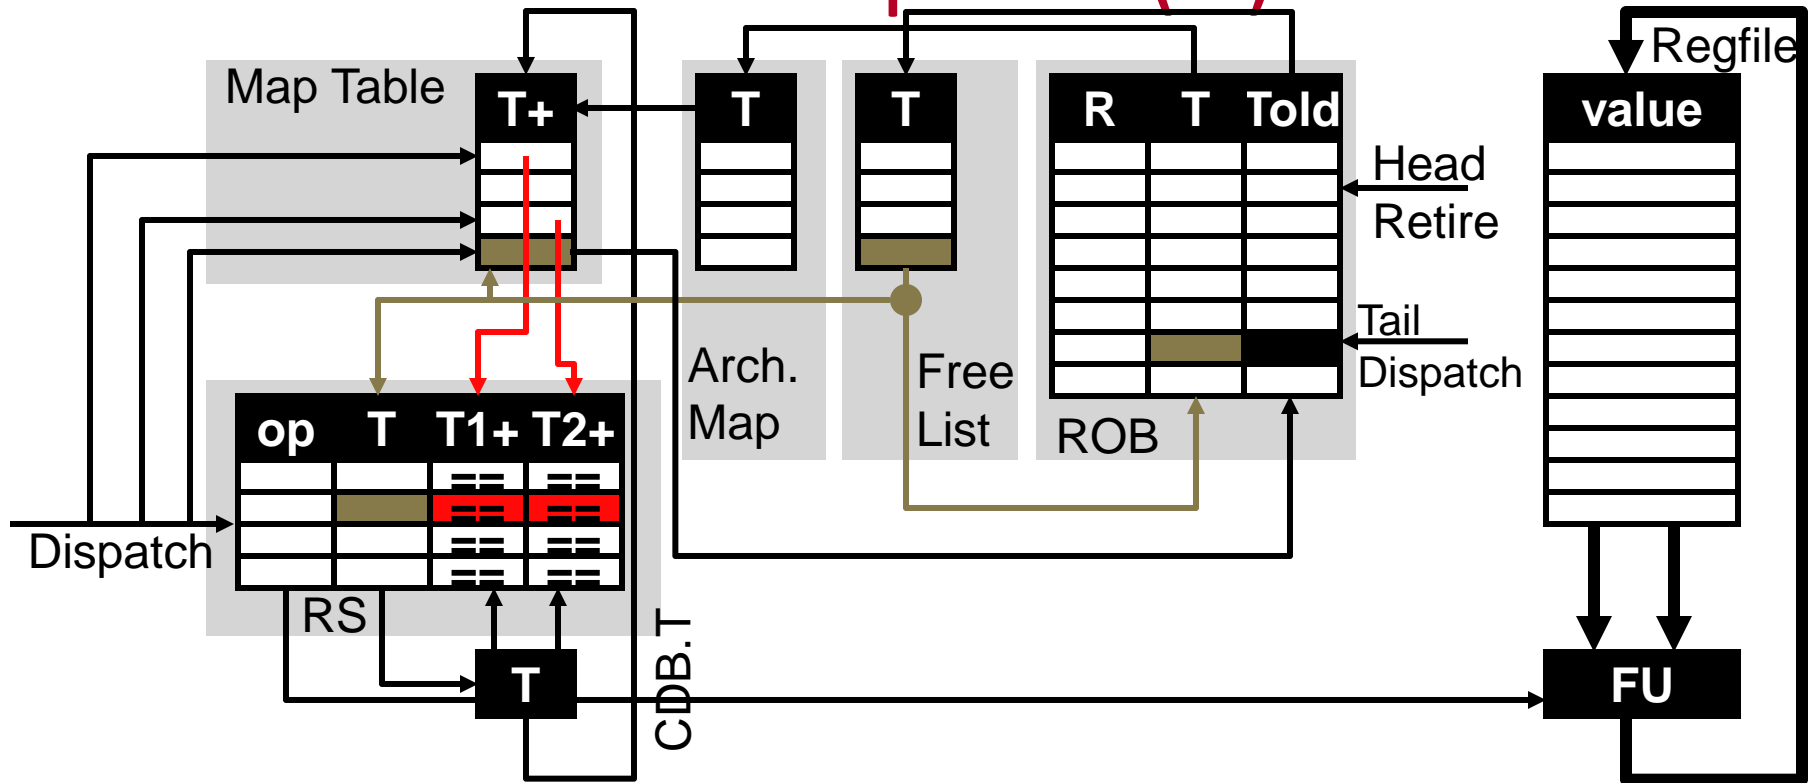 Regfile
Map Table
T+
T
T
R T Told
value
Head
Retire
Tail
Dispatch
Arch.
Map
Free
List
ROB
op T T1+ T2+
== ==
== ==
== ==
== ==
Dispatch
RS
CDB.T
T
FU